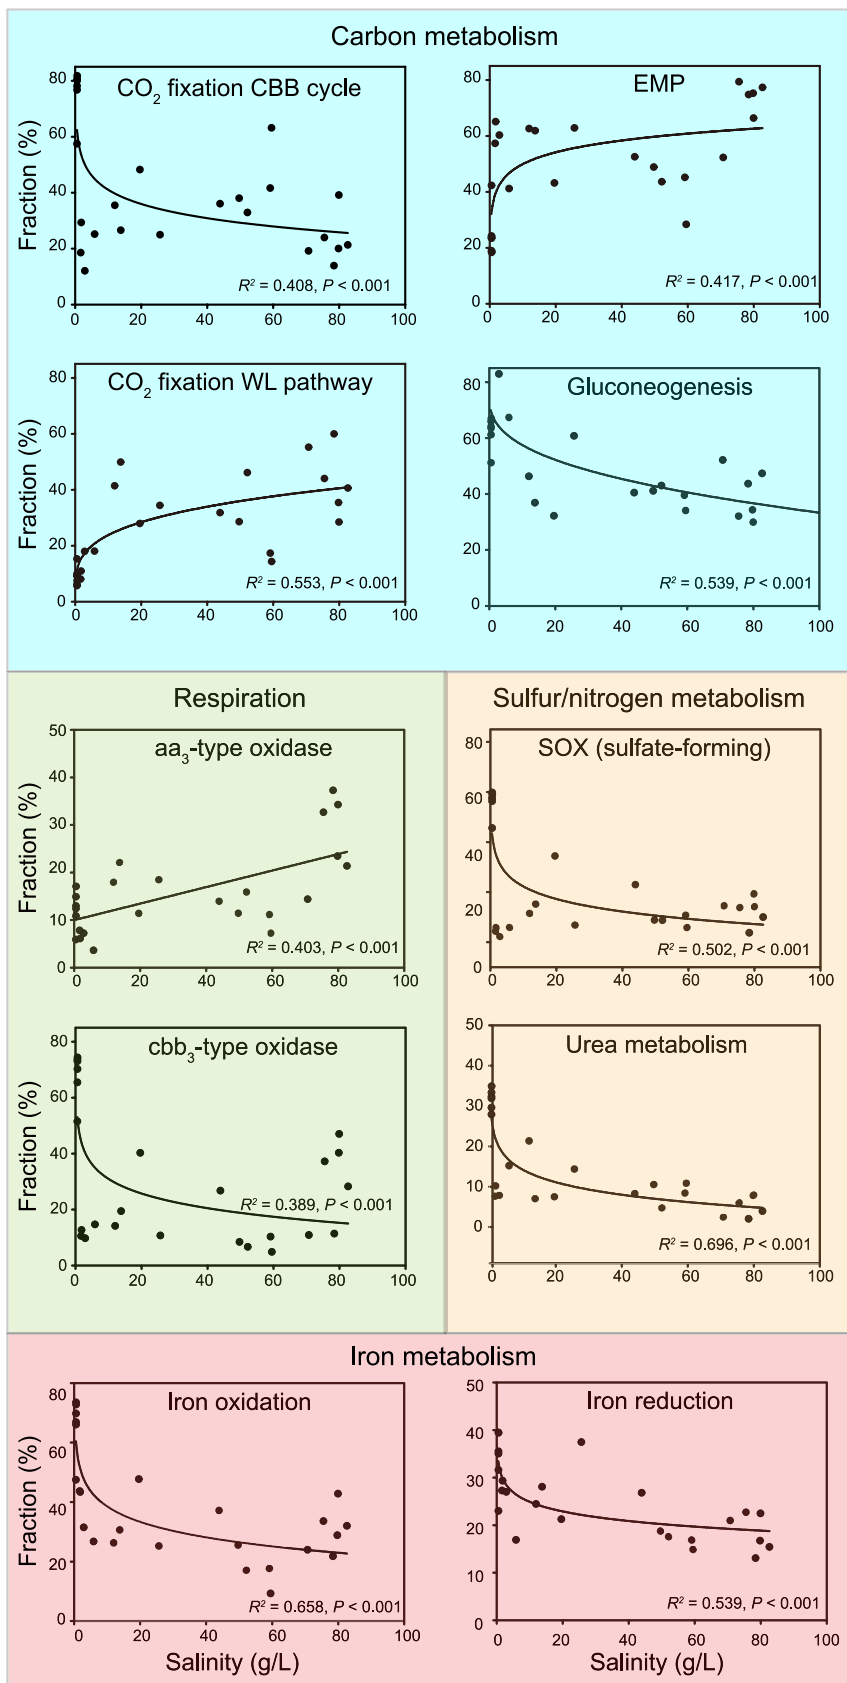 Carbon metabolism
CO2 fixation CBB cycle
Fraction (%)
80
60
40
20
0
0 20 40 60 80 100
R² = 0.408, P < 0.001
EMP
80
60
40
20
0
0 20 40 60 80 100
R² = 0.417, P < 0.001
CO2 fixation WL pathway
Fraction (%)
80
60
40
20
0
0 20 40 60 80 100
R² = 0.553, P < 0.001
Gluconeogenesis
80
60
40
20
0
0 20 40 60 80 100
R² = 0.539, P < 0.001
Respiration
aa3-type oxidase
Fraction (%)
50
40
30
20
10
0
0 20 40 60 80 100
R² = 0.403, P < 0.001
cbb3-type oxidase
Fraction (%)
80
60
40
20
0
0 20 40 60 80 100
R² = 0.389, P < 0.001
Sulfur/nitrogen metabolism
SOX (sulfate-forming)
80
60
40
20
0
0 20 40 60 80 100
R² = 0.502, P < 0.001
Urea metabolism
50
40
30
20
10
0
0 20 40 60 80 100
R² = 0.696, P < 0.001
Iron metabolism
Iron oxidation
Fraction (%)
80
60
40
20
0
0 20 40 60 80 100
R² = 0.658, P < 0.001
Salinity (g/L)
Iron reduction
50
40
30
20
10
0
0 20 40 60 80 100
R² = 0.539, P < 0.001
Salinity (g/L)